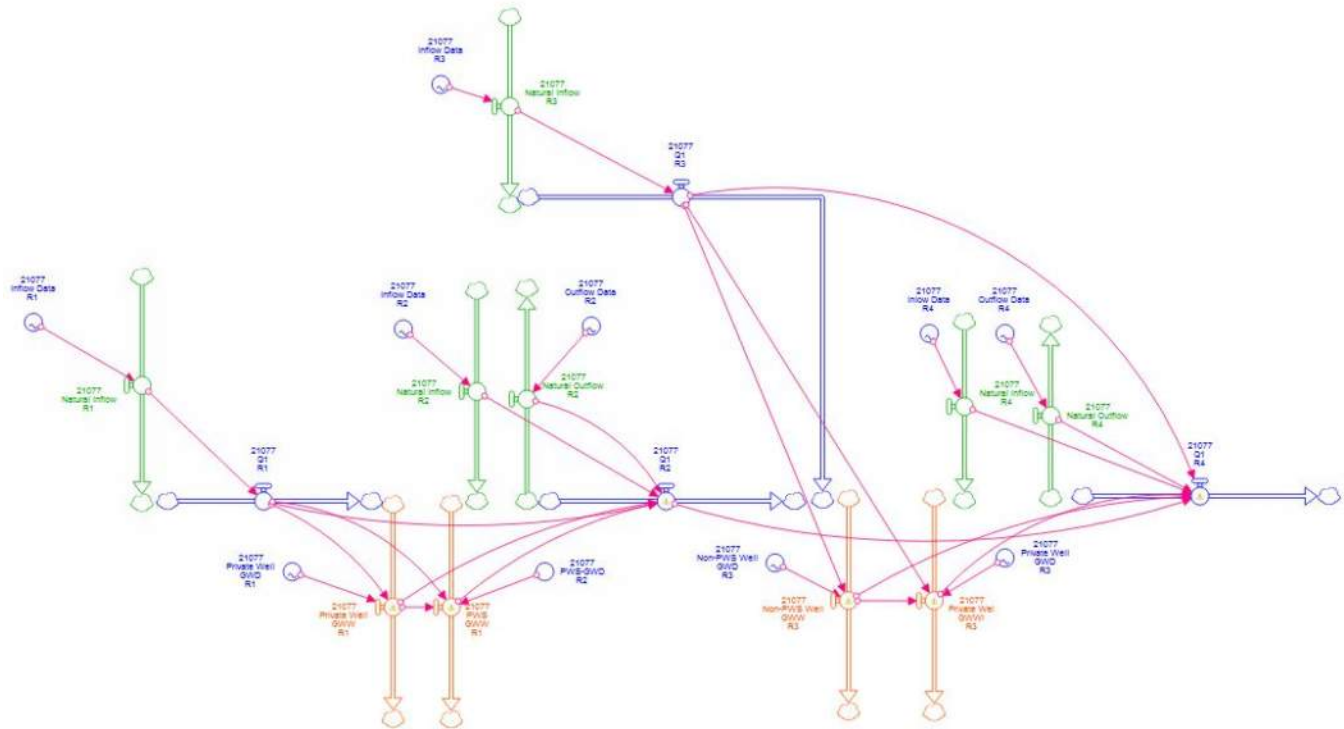 21077
Inflow Data
R3
21077
Natural Inflow
R3
21077
Q1
R3
21077
Inflow Data
R1
21077
Inflow Data
R2
21077
Outflow Data
R2
21077
Inlow Data
R4
21077
Outflow Data
R4
21077
Natural Inflow
R1
21077
Natural Inflow
R2
21077
Natural Outflow
R2
21077
Natural Inflow
R4
21077
Natural Outflow
R4
21077
Q1
R1
21077
Q1
R2
21077
Q1
R4
21077
Private Well
GWD
R1
21077
PWS-GWD
R2
21077
Non-PWS Well
GWD
R3
21077
Private Well
GWD
R3
21077
Private Well
GWW
R1
21077
PWS
GWW
R1
21077
Non-PWS Well
GWW
R3
21077
Private Wel
GWWI
R3